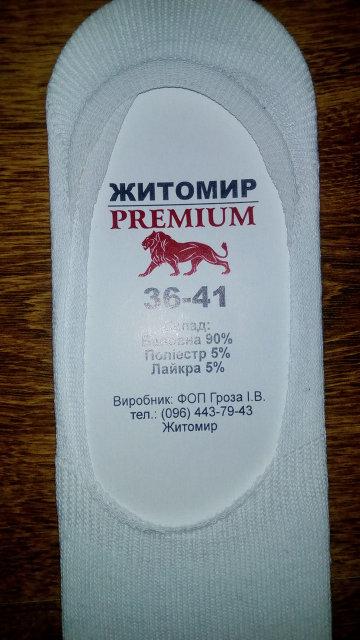 ЖИТОМИР
PREMIUM
36-41
Склад:
Бавовна 90%
Поліестр 5%
Лайкра 5%
Виробник: ФОП Гроза І.В.
тел.: (096) 443-79-43
Житомир